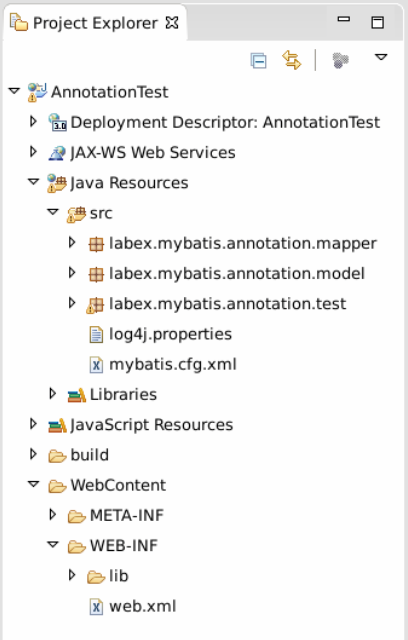 Project Explorer
AnnotationTest
3.0 Deployment Descriptor: AnnotationTest
JAX-WS Web Services
Java Resources
src
labex.mybatis.annotation.mapper
labex.mybatis.annotation.model
labex.mybatis.annotation.test
log4j.properties
mybatis.cfg.xml
Libraries
JavaScript Resources
build
WebContent
META-INF
WEB-INF
lib
web.xml